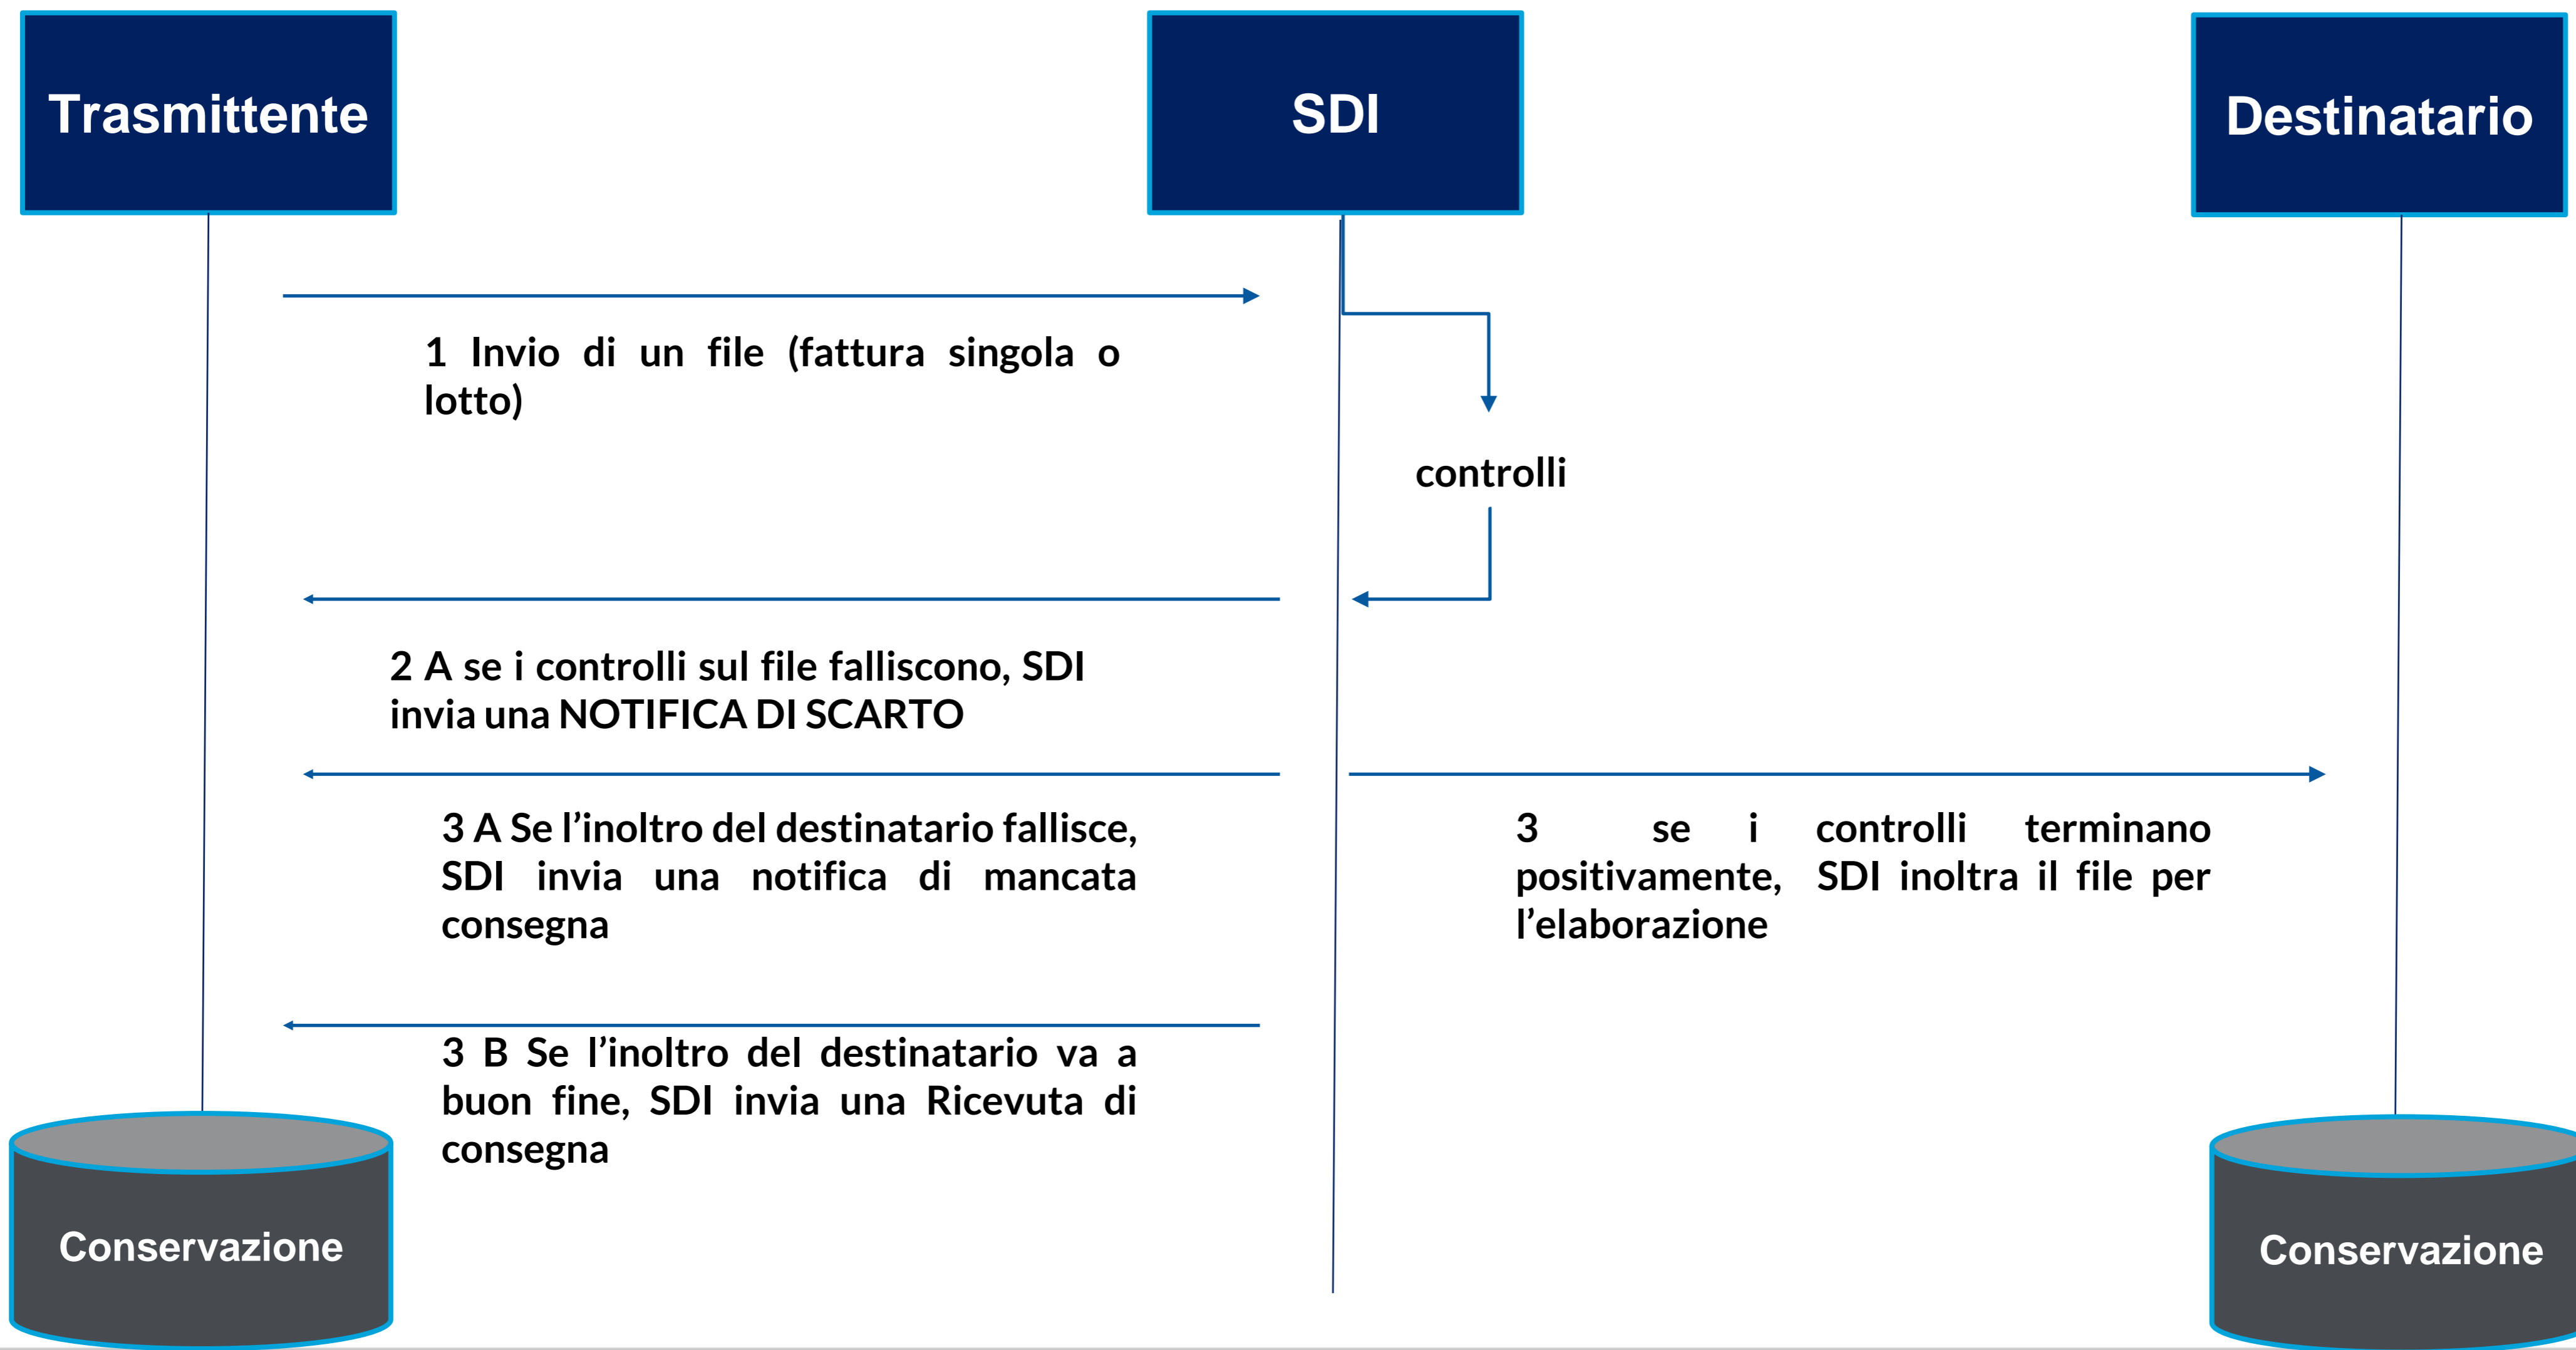 Trasmittente
SDI
Destinatario
1 Invio di un file (fattura singola o
lotto)
controlli
2 A se i controlli sul file falliscono, SDI
invia una NOTIFICA DI SCARTO
3 A Se l’inoltro del destinatario fallisce,
SDI invia una notifica di mancata
consegna
3 se i controlli terminano
positivamente, SDI inoltra il file per
l’elaborazione
3 B Se l’inoltro del destinatario va a
buon fine, SDI invia una Ricevuta di
consegna
Conservazione
Conservazione